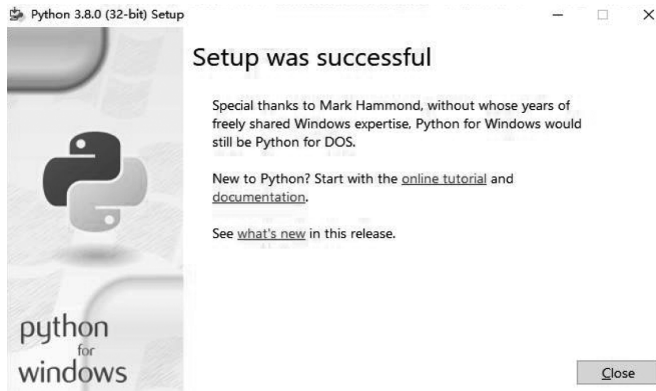 Python 3.8.0 (32-bit) Setup
Setup was successful
Special thanks to Mark Hammond, without whose years of
freely shared Windows expertise, Python for Windows would
still be Python for DOS.
New to Python? Start with the online tutorial and
documentation.
See what's new in this release.
python
for
windows
Close